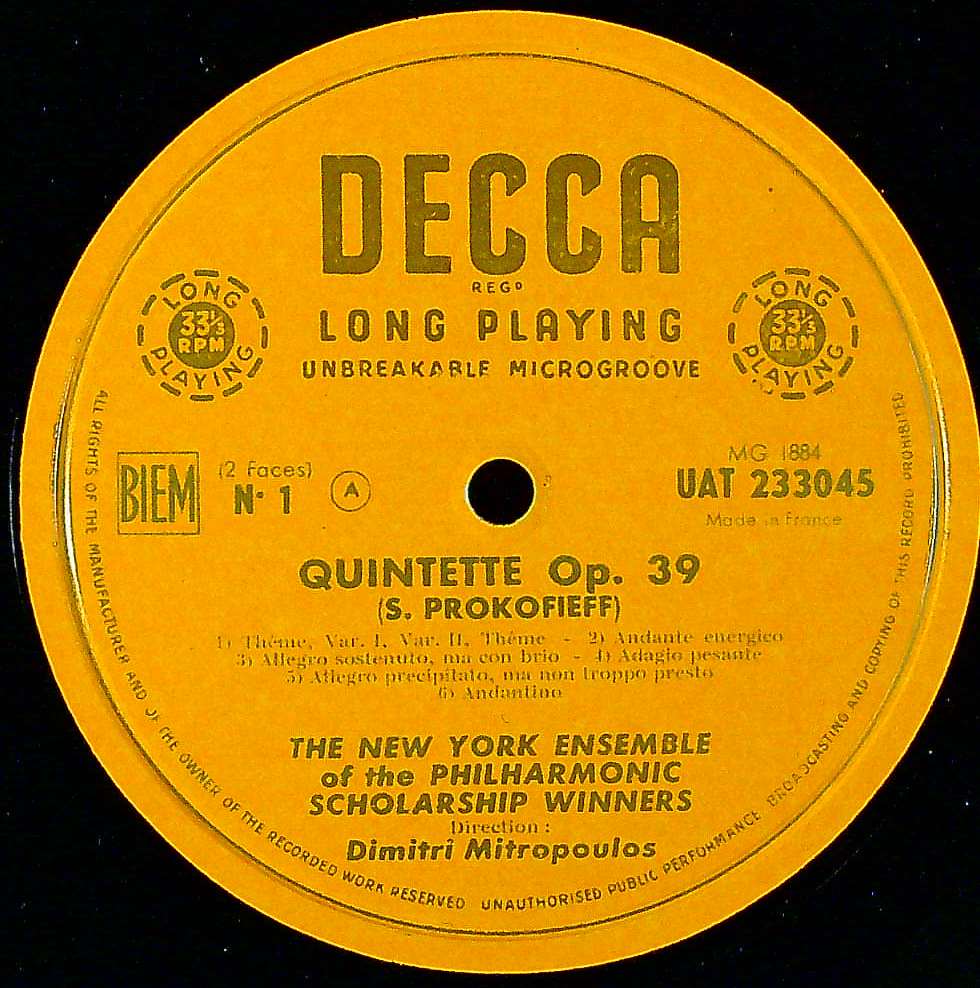 DECCA
REGD
LONG PLAYING
UNBREAKABLE MICROGROOVE
LONG
33⅓
RPM
PLAYING
LONG
33⅓
RPM
PLAYING
BIEM
(2 faces)
N· 1
A
MG 1884
UAT 233045
Made in France
QUINTETTE Op. 39
(S. PROKOFIEFF)
1) Thême, Var. I, Var. II, Thême - 2) Andante energico
3) Allegro sostenuto, ma con brio - 4) Adagio pesante
5) Allegro precipitato, ma non troppo presto
6) Andantino
THE NEW YORK ENSEMBLE
of the PHILHARMONIC
SCHOLARSHIP WINNERS
Direction :
Dimitri Mitropoulos
ALL RIGHTS OF THE MANUFACTURER AND OF THE OWNER OF THE RECORDED WORK RESERVED UNAUTHORISED PUBLIC PERFORMANCE BROADCASTING AND COPYING OF THIS RECORD PROHIBITED